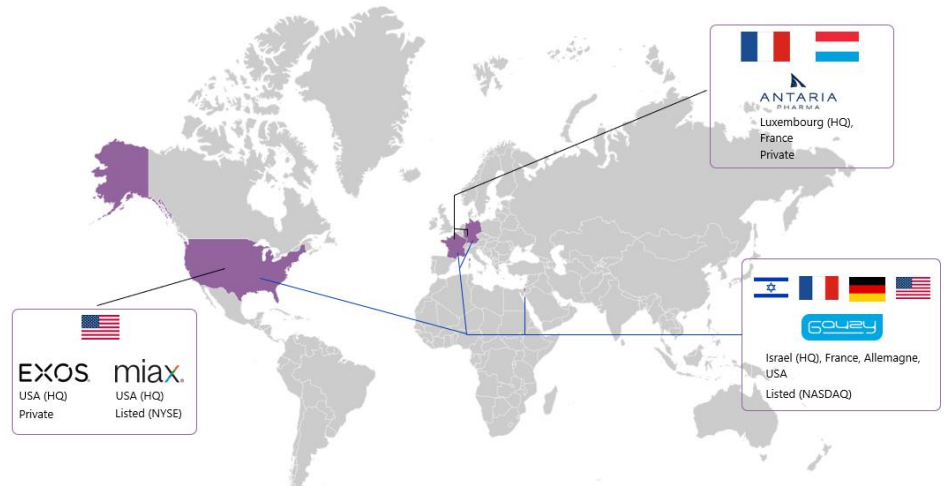 ANTARIA
PHARMA
Luxembourg (HQ),
France
Private
Gauzy
Israel (HQ), France, Allemagne,
USA
Listed (NASDAQ)
EXOS
USA (HQ)
Private
miax
USA (HQ)
Listed (NYSE)